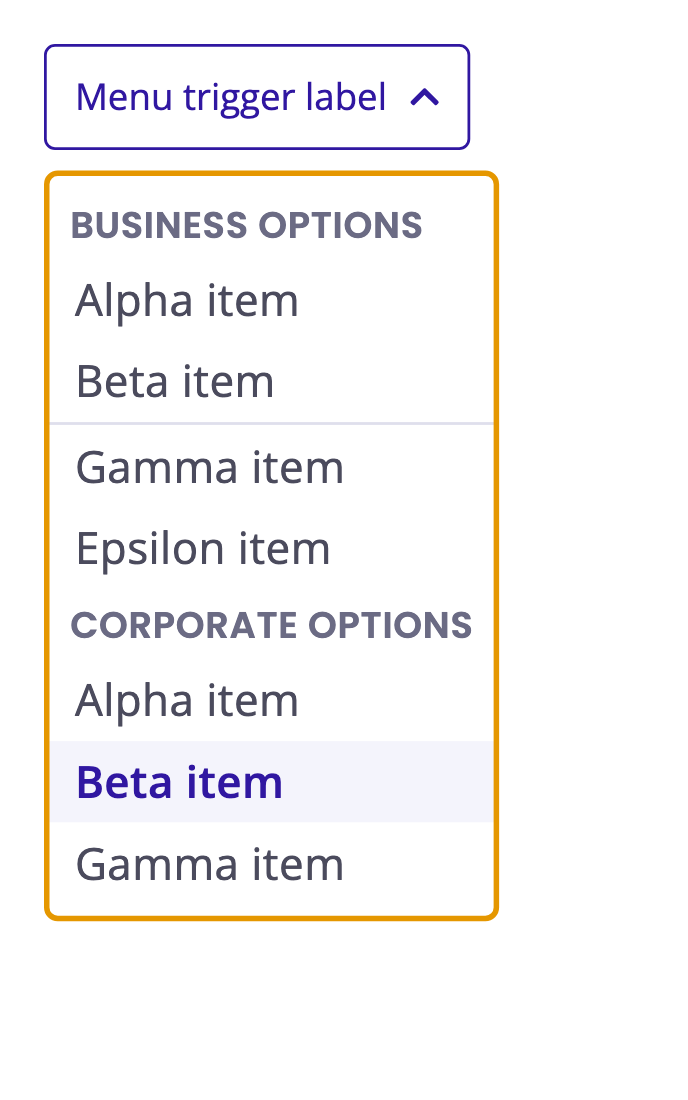 Menu trigger label
BUSINESS OPTIONS
Alpha item
Beta item
Gamma item
Epsilon item
CORPORATE OPTIONS
Alpha item
Beta item
Gamma item